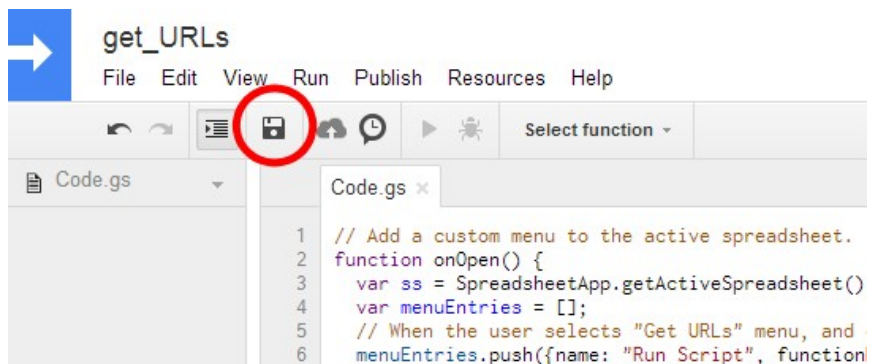 get_URLs
File Edit View Run Publish Resources Help
Select function
Code.gs
Code.gs ×
1 // Add a custom menu to the active spreadsheet.
2 function onOpen() {
3 var ss = SpreadsheetApp.getActiveSpreadsheet()
4 var menuEntries = [];
5 // When the user selects "Get URLs" menu, and
6 menuEntries.push({name: "Run Script", function